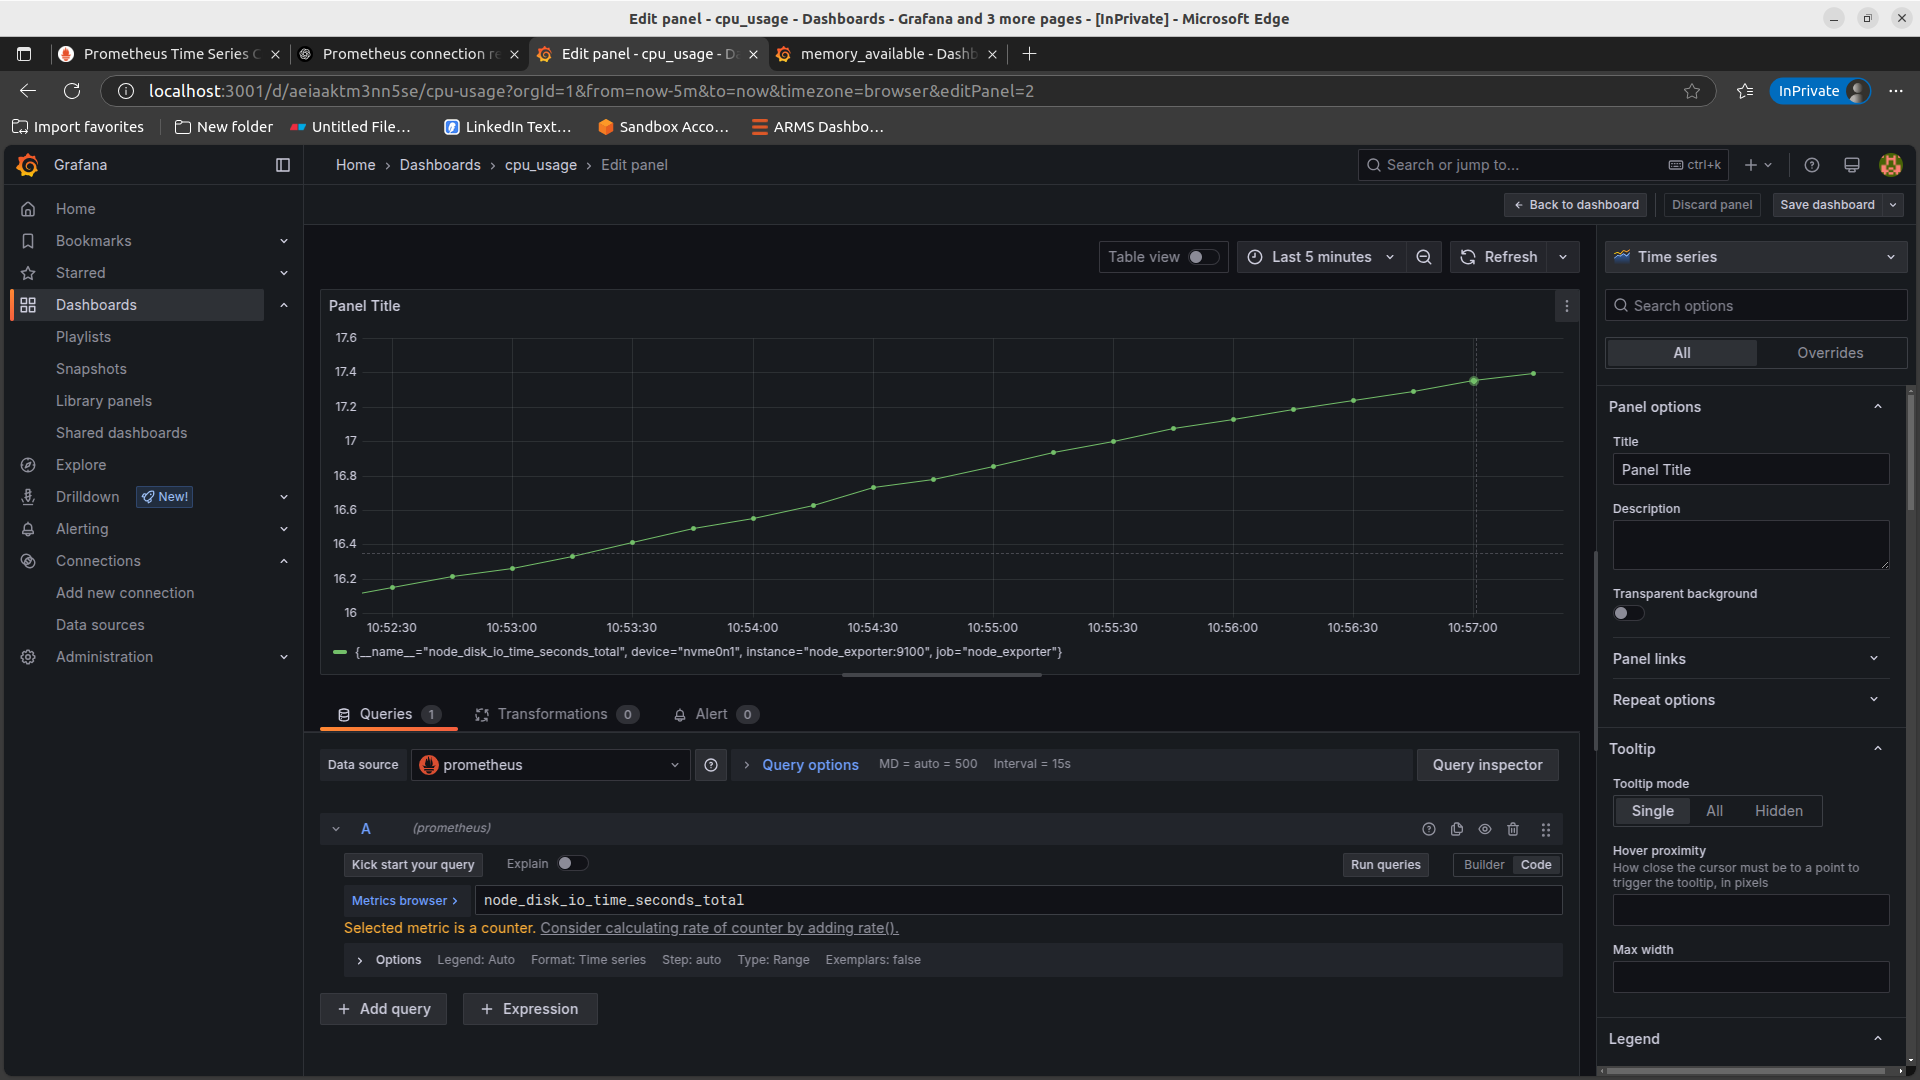 Edit panel - cpu_usage - Dashboards - Grafana and 3 more pages - [InPrivate] - Microsoft Edge
Prometheus Time Series C
Prometheus connection re
Edit panel - cpu_usage - Da
memory_available - Dashb
localhost:3001/d/aeiaaktm3nn5se/cpu-usage?orgId=1&from=now-5m&to=now&timezone=browser&editPanel=2
InPrivate
Import favorites
New folder
Untitled File...
LinkedIn Text...
Sandbox Acco...
ARMS Dashbo...
Grafana
Home › Dashboards › cpu_usage › Edit panel
Search or jump to...
ctrl+k
Back to dashboard
Discard panel
Save dashboard
Home
Bookmarks
Starred
Dashboards
Playlists
Snapshots
Library panels
Shared dashboards
Explore
Drilldown
New!
Alerting
Connections
Add new connection
Data sources
Administration
Table view
Last 5 minutes
Refresh
Panel Title
17.6
17.4
17.2
17
16.8
16.6
16.4
16.2
16
10:52:30
10:53:00
10:53:30
10:54:00
10:54:30
10:55:00
10:55:30
10:56:00
10:56:30
10:57:00
{__name__="node_disk_io_time_seconds_total", device="nvme0n1", instance="node_exporter:9100", job="node_exporter"}
Queries 1
Transformations 0
Alert 0
Data source
prometheus
Query options
MD = auto = 500
Interval = 15s
Query inspector
A
(prometheus)
Kick start your query
Explain
Run queries
Builder
Code
Metrics browser >
node_disk_io_time_seconds_total
Selected metric is a counter. Consider calculating rate of counter by adding rate().
Options
Legend: Auto
Format: Time series
Step: auto
Type: Range
Exemplars: false
+ Add query
+ Expression
Time series
Search options
All
Overrides
Panel options
Title
Panel Title
Description
Transparent background
Panel links
Repeat options
Tooltip
Tooltip mode
Single
All
Hidden
Hover proximity
How close the cursor must be to a point to
trigger the tooltip, in pixels
Max width
Legend